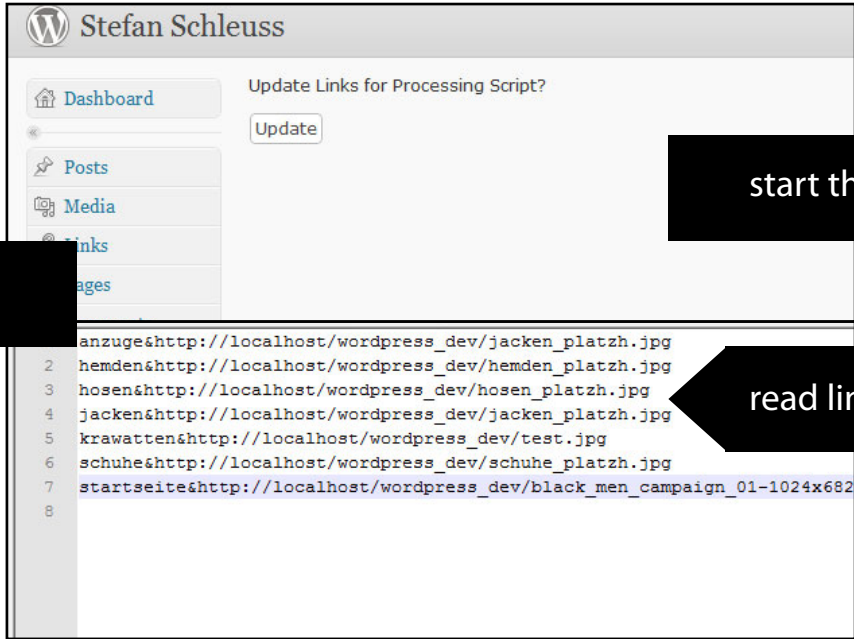 Stefan Schleuss
Dashboard
Update Links for Processing Script?
Update
Posts
Media
Links
Pages
start th
anzuge&http://localhost/wordpress_dev/jacken_platzh.jpg
2 hemden&http://localhost/wordpress_dev/hemden_platzh.jpg
3 hosen&http://localhost/wordpress_dev/hosen_platzh.jpg
4 jacken&http://localhost/wordpress_dev/jacken_platzh.jpg
5 krawatten&http://localhost/wordpress_dev/test.jpg
6 schuhe&http://localhost/wordpress_dev/schuhe_platzh.jpg
7 startseite&http://localhost/wordpress_dev/black_men_campaign_01-1024x682
8
read lin